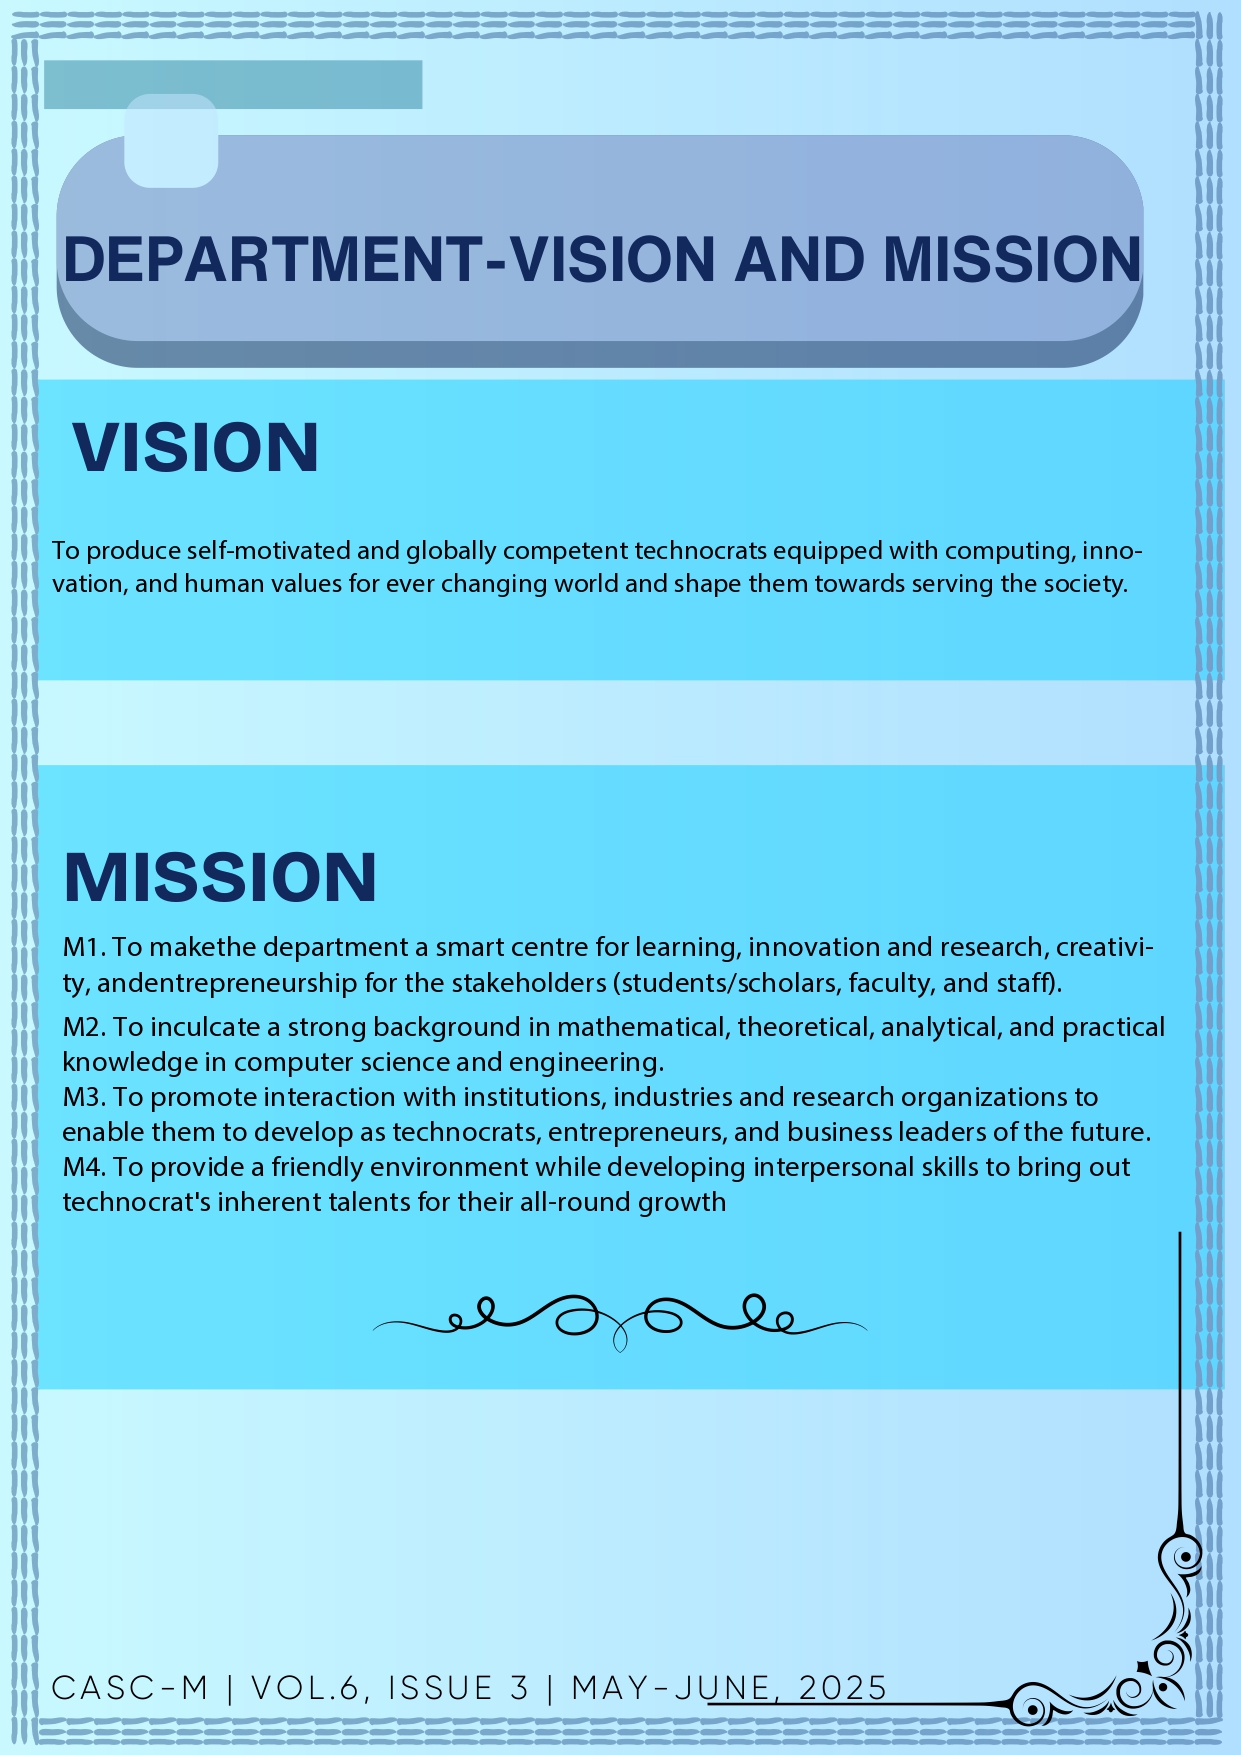 DEPARTMENT-VISION AND MISSION
VISION
To produce self-motivated and globally competent technocrats equipped with computing, inno-
vation, and human values for ever changing world and shape them towards serving the society.
MISSION
M1. To makethe department a smart centre for learning, innovation and research, creativi-
ty, andentrepreneurship for the stakeholders (students/scholars, faculty, and staff).
M2. To inculcate a strong background in mathematical, theoretical, analytical, and practical
knowledge in computer science and engineering.
M3. To promote interaction with institutions, industries and research organizations to
enable them to develop as technocrats, entrepreneurs, and business leaders of the future.
M4. To provide a friendly environment while developing interpersonal skills to bring out
technocrat's inherent talents for their all-round growth
CASC-M | VOL.6, ISSUE 3 | MAY-JUNE, 2025